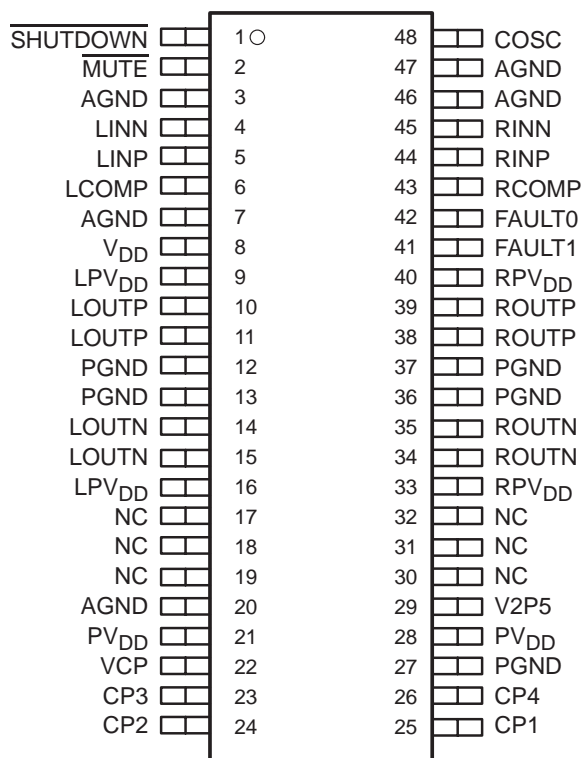 SHUTDOWN 1 48 COSC
MUTE 2 47 AGND
AGND 3 46 AGND
LINN 4 45 RINN
LINP 5 44 RINP
LCOMP 6 43 RCOMP
AGND 7 42 FAULT0
VDD 8 41 FAULT1
LPVDD 9 40 RPVDD
LOUTP 10 39 ROUTP
LOUTP 11 38 ROUTP
PGND 12 37 PGND
PGND 13 36 PGND
LOUTN 14 35 ROUTN
LOUTN 15 34 ROUTN
LPVDD 16 33 RPVDD
NC 17 32 NC
NC 18 31 NC
NC 19 30 NC
AGND 20 29 V2P5
PVDD 21 28 PVDD
VCP 22 27 PGND
CP3 23 26 CP4
CP2 24 25 CP1